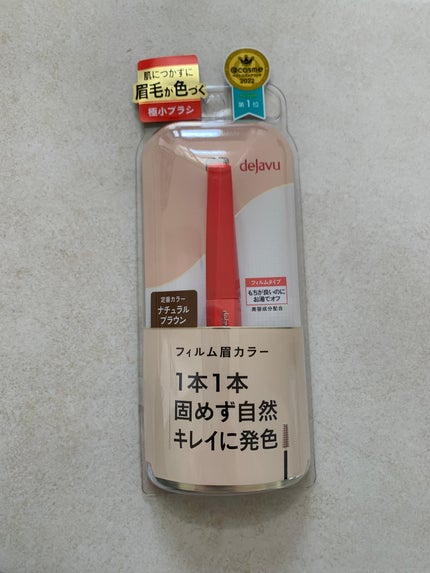 肌につかずに
眉毛が色づく
極小ブラシ
@cosme
2022
第1位
dejavu
定番カラー
ナチュラル
ブラウン
フィルムタイプ
もちが良いのに
お湯でオフ
美容成分配合
フィルム眉カラー
1本1本
固めず自然
キレイに発色